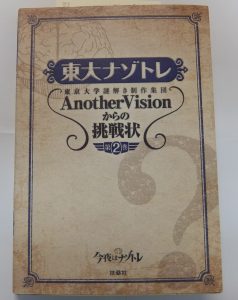 東大ナゾトレ
東京大学謎解き制作集団
AnotherVision
からの
挑戦状
第2巻
今夜はナゾトレ
扶桑社